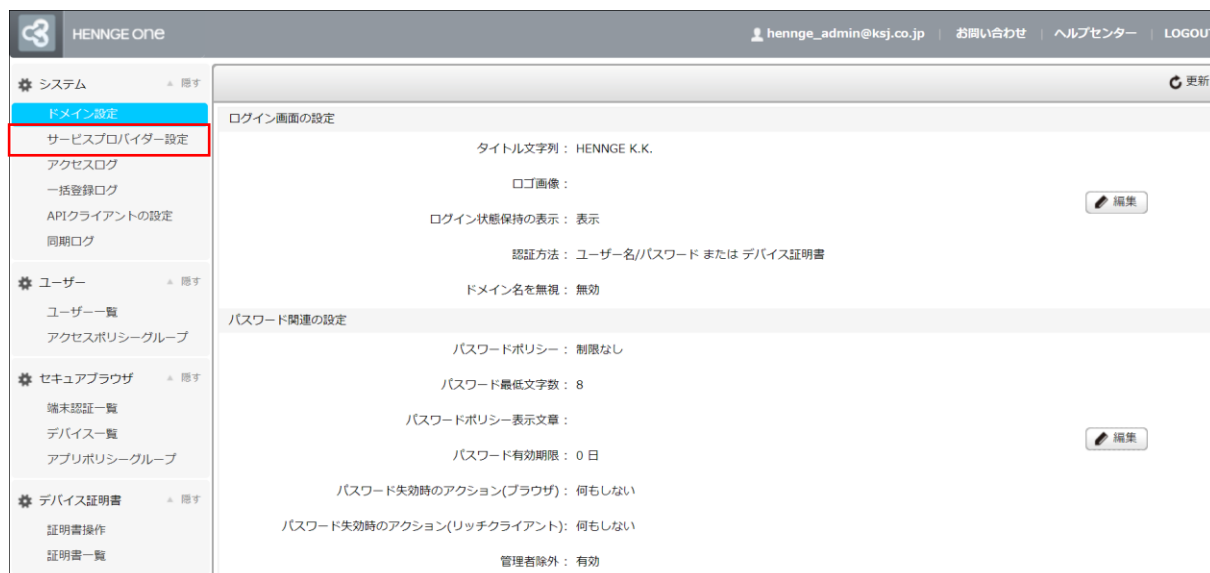 HENNGE One
hennge_admin@ksj.co.jp | お問い合わせ | ヘルプセンター | LOGOU
システム ▲ 隠す
更新
ドメイン設定
サービスプロバイダー設定
アクセスログ
一括登録ログ
APIクライアントの設定
同期ログ
ユーザー ▲ 隠す
ユーザー一覧
アクセスポリシーグループ
セキュアブラウザ ▲ 隠す
端末認証一覧
デバイス一覧
アプリポリシーグループ
デバイス証明書 ▲ 隠す
証明書操作
証明書一覧
ログイン画面の設定
タイトル文字列： HENNGE K.K.
ロゴ画像：
ログイン状態保持の表示： 表示
認証方法： ユーザー名/パスワード または デバイス証明書
ドメイン名を無視： 無効
編集
パスワード関連の設定
パスワードポリシー： 制限なし
パスワード最低文字数： 8
パスワードポリシー表示文章：
パスワード有効期限： 0 日
パスワード失効時のアクション(ブラウザ)： 何もしない
パスワード失効時のアクション(リッチクライアント)： 何もしない
管理者除外： 有効
編集